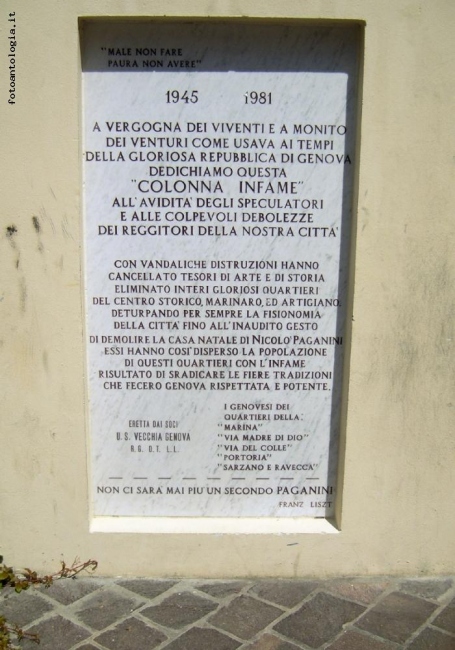 fotoantologia.it
"MALE NON FARE
PAURA NON AVERE"
1945 1981
A VERGOGNA DEI VIVENTI E A MONITO
DEI VENTURI COME USAVA AI TEMPI
DELLA GLORIOSA REPUBBLICA DI GENOVA
DEDICHIAMO QUESTA
"COLONNA INFAME"
ALL'AVIDITA' DEGLI SPECULATORI
E ALLE COLPEVOLI DEBOLEZZE
DEI REGGITORI DELLA NOSTRA CITTA'
CON VANDALICHE DISTRUZIONI HANNO
CANCELLATO TESORI DI ARTE E DI STORIA
ELIMINATO INTERI GLORIOSI QUARTIERI
DEL CENTRO STORICO, MARINARO, ED ARTIGIANO,
DETURPANDO PER SEMPRE LA FISIONOMIA
DELLA CITTA' FINO ALL'INAUDITO GESTO
DI DEMOLIRE LA CASA NATALE DI NICOLO' PAGANINI
ESSI HANNO COSI' DISPERSO LA POPOLAZIONE
DI QUESTI QUARTIERI CON L'INFAME
RISULTATO DI SRADICARE LE FIERE TRADIZIONI
CHE FECERO GENOVA RISPETTATA E POTENTE.
ERETTA DAI SOCI
U.S. VECCHIA GENOVA
R.G. D.T. L.L.
I GENOVESI DEI
QUARTIERI DELLA:
"MARINA"
"VIA MADRE DI DIO"
"VIA DEL COLLE"
"PORTORIA"
"SARZANO E RAVECCA"
NON CI SARA' MAI PIU' UN SECONDO PAGANINI
FRANZ LISZT